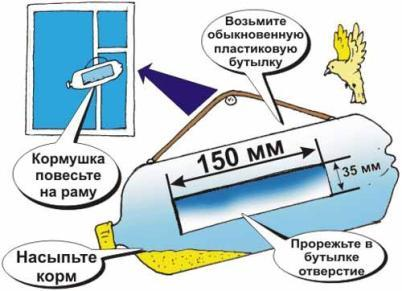 Возьмите
обыкновенную
пластиковую
бутылку
Кормушка
повесьте
на раму
150 мм
35 мм
Насыпьте
корм
Прорежьте в
бутылке
отверстие